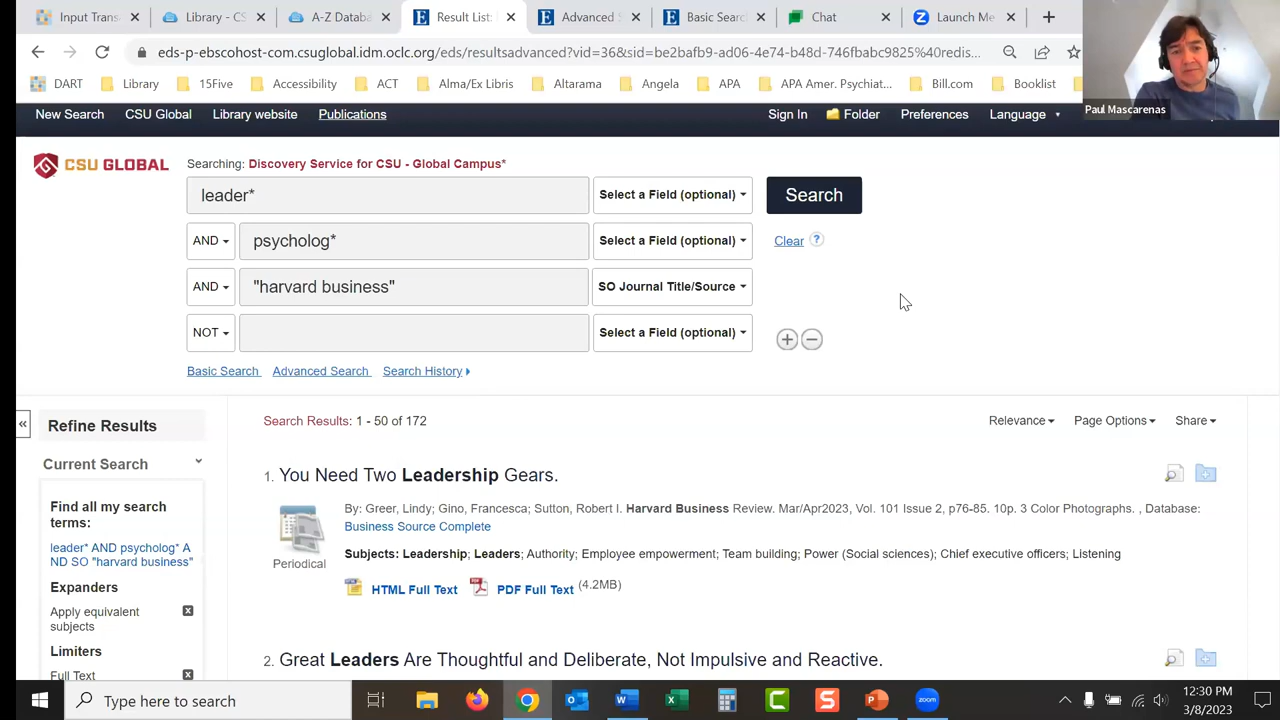 Input Trans
Library - CS
A-Z Databa
Result List:
Advanced S
Basic Searc
Chat
Launch Me
eds-p-ebscohost-com.csuglobal.idm.oclc.org/eds/resultsadvanced?vid=36&sid=be2bafb9-ad06-4e74-b48d-746fbabc9825%40redis...
DART
Library
15Five
Accessibility
ACT
Alma/Ex Libris
Altarama
Angela
APA
APA Amer. Psychiat...
Bill.com
Booklist
Paul Mascarenas
New Search
CSU Global
Library website
Publications
Sign In
Folder
Preferences
Language
CSU GLOBAL
Searching: Discovery Service for CSU - Global Campus*
leader*
Select a Field (optional)
Search
AND
psycholog*
Select a Field (optional)
Clear
?
AND
"harvard business"
SO Journal Title/Source
NOT
Select a Field (optional)
Basic Search
Advanced Search
Search History
Refine Results
Search Results: 1 - 50 of 172
Relevance
Page Options
Share
Current Search
Find all my search
terms:
leader* AND psycholog* A
ND SO "harvard business"
Expanders
Apply equivalent
subjects
Limiters
Full Text
1. You Need Two Leadership Gears.
By: Greer, Lindy; Gino, Francesca; Sutton, Robert I. Harvard Business Review. Mar/Apr2023, Vol. 101 Issue 2, p76-85. 10p. 3 Color Photographs. , Database:
Business Source Complete
Periodical
Subjects: Leadership; Leaders; Authority; Employee empowerment; Team building; Power (Social sciences); Chief executive officers; Listening
HTML Full Text
PDF Full Text (4.2MB)
2. Great Leaders Are Thoughtful and Deliberate, Not Impulsive and Reactive.
Type here to search
zoom
12:30 PM
3/8/2023